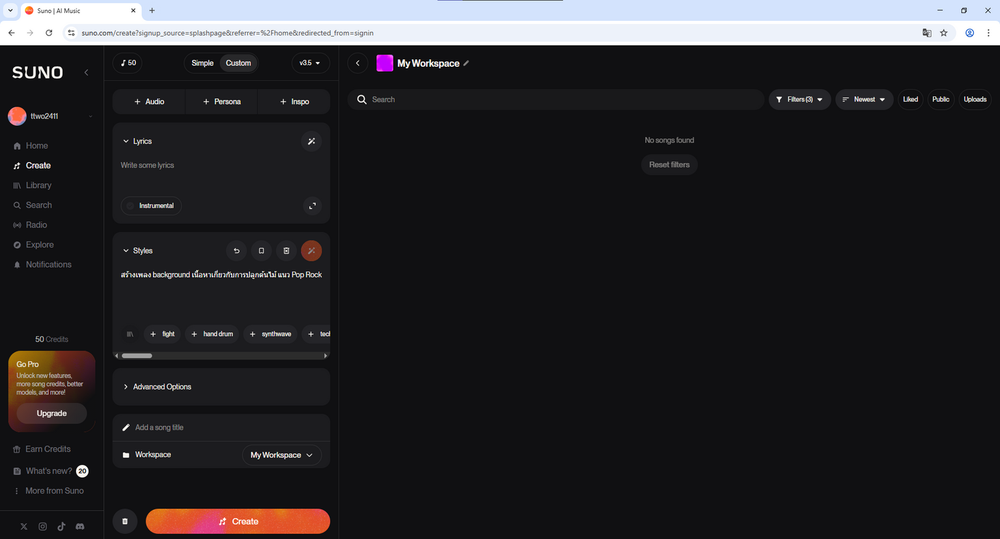 Suno | AI Music
suno.com/create?signup_source=splashpage&referrer=%2Fhome&redirected_from=signin
SUNO
ttwo2411
Home
Create
Library
Search
Radio
Explore
Notifications
50 Credits
Go Pro
Unlock new features,
more song credits, better
models, and more!
Upgrade
Earn Credits
What's new? 20
More from Suno
50
Simple Custom
v3.5
Audio
Persona
Inspo
Lyrics
Write some lyrics
Instrumental
Styles
สร้างเพลง background เนื้อหาเกี่ยวกับการปลูกต้นไม้ แนว Pop Rock
fight
hand drum
synthwave
tech
Advanced Options
Add a song title
Workspace
My Workspace
Create
My Workspace
Search
Filters (3)
Newest
Liked
Public
Uploads
No songs found
Reset filters